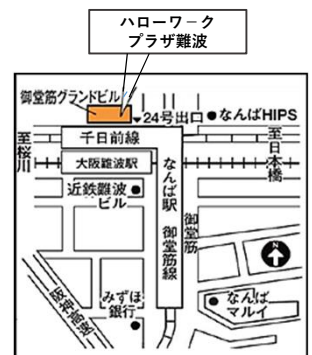 ハローワーク
プラザ難波
御堂筋グランドビル
24号出口
なんばHIPS
至桜川
千日前線
至日本橋
大阪難波駅
近鉄難波
ビル
なんば駅 御堂筋線
御堂筋
N
阪神高速
みずほ
銀行
なんば
マルイ